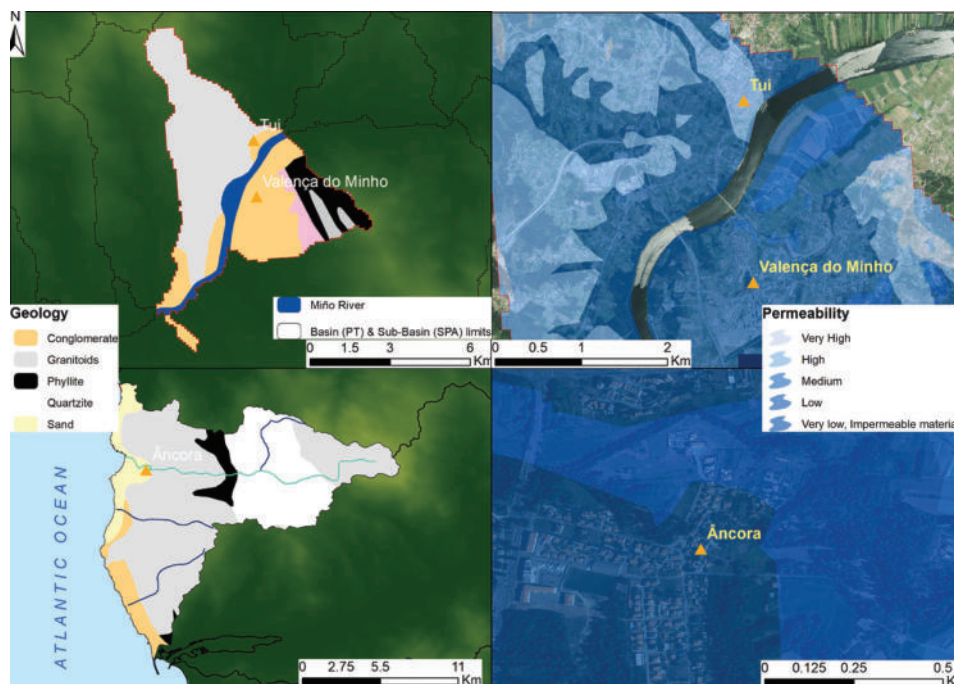 N
Tui
Valença do Minho
Geology
Conglomerate
Granitoids
Phyllite
Quartzite
Sand
Miño River
Basin (PT) & Sub-Basin (SPA) limits
0 1.5 3 6
Km
Tui
Valença do Minho
0 0.5 1 2
Km
Permeability
Very High
High
Medium
Low
Very low, Impermeable materia
ATLANTIC OCEAN
Âncora
0 2.75 5.5 11
Km
Âncora
0 0.125 0.25 0.5
K